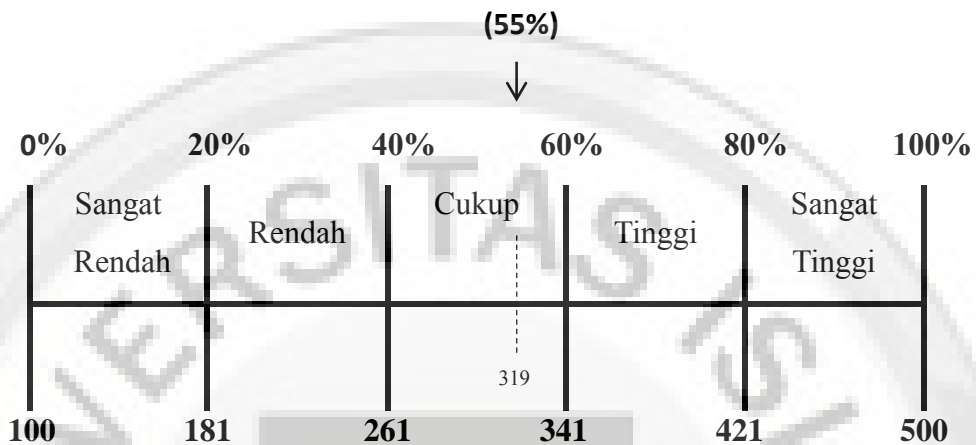 (55%)
0% 20% 40% 60% 80% 100%
Sangat Rendah
Rendah
Cukup
Tinggi
Sangat Tinggi
319
100 181 261 341 421 500